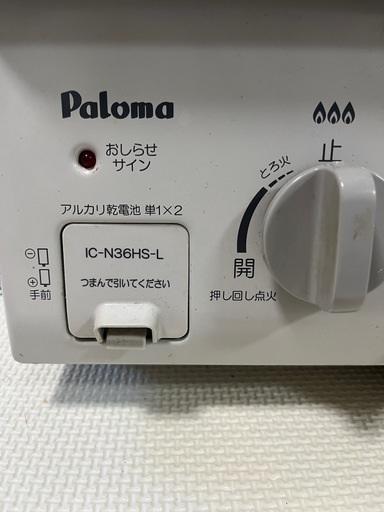 Paloma
おしらせ
サイン
アルカリ乾電池 単1×2
⊖
⊕
手前
IC-N36HS-L
つまんで引いてください
止
とろ火
開
押し回し点火